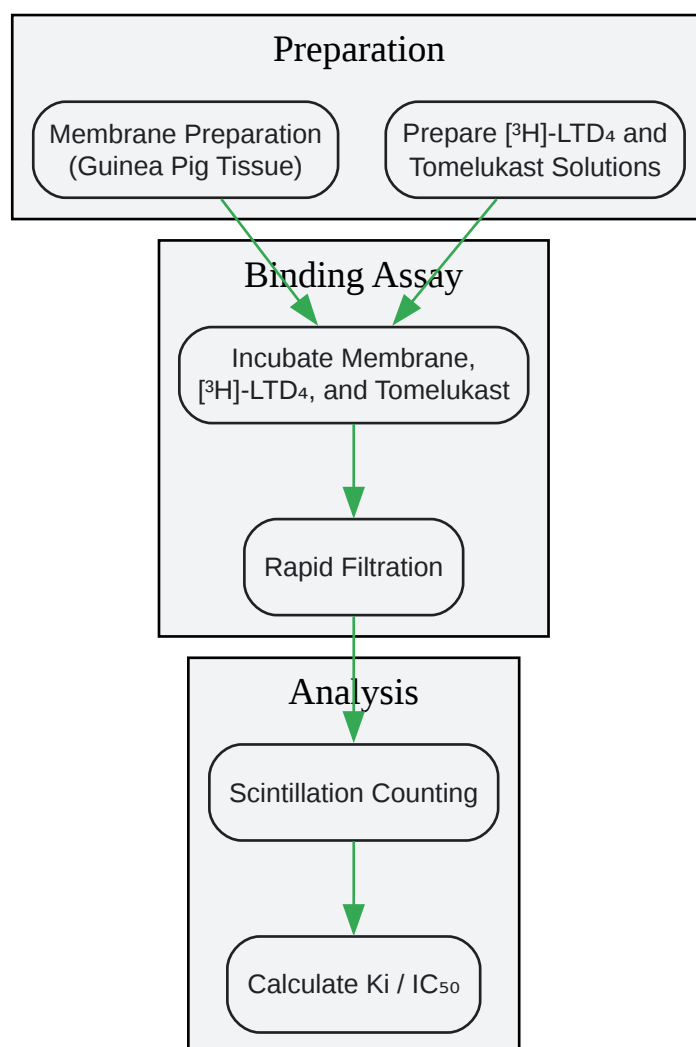 Preparation
Membrane Preparation
(Guinea Pig Tissue)
Prepare [³H]-LTD₄ and
Tomelukast Solutions
Binding Assay
Incubate Membrane,
[³H]-LTD₄, and Tomelukast
Rapid Filtration
Analysis
Scintillation Counting
Calculate Ki / IC₅₀